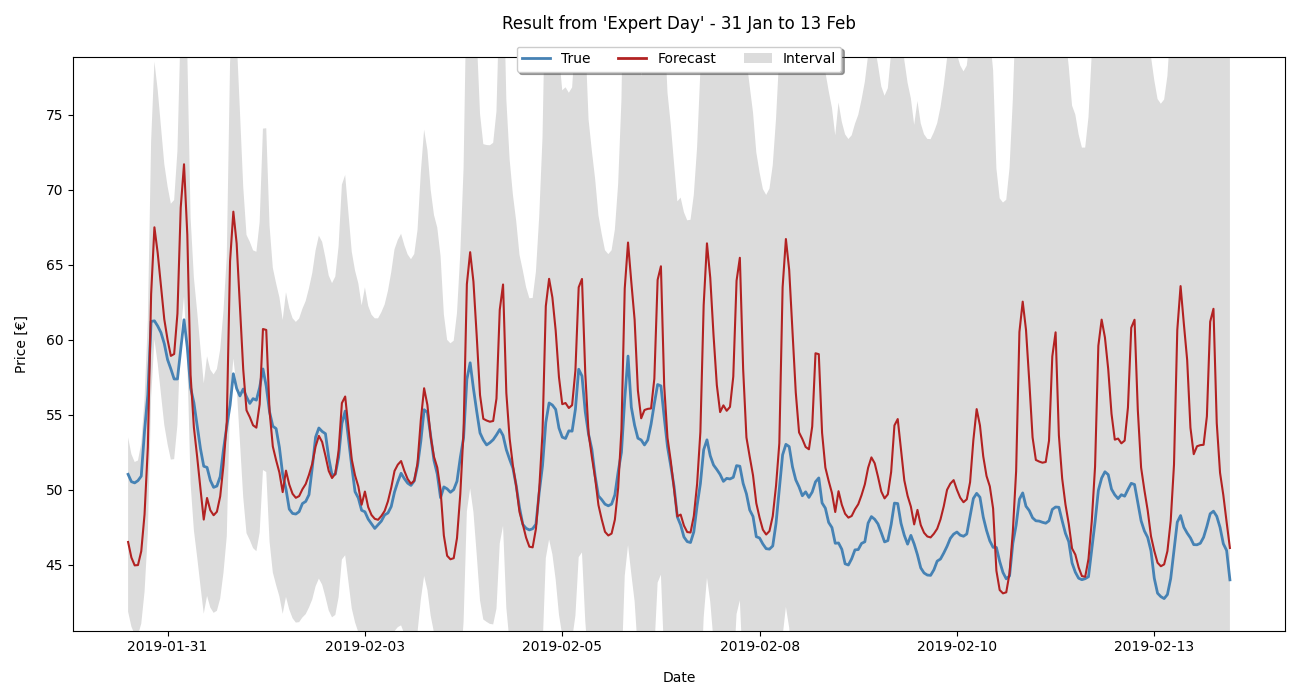 Result from 'Expert Day' - 31 Jan to 13 Feb
True Forecast Interval
Price [€]
75
70
65
60
55
50
45
2019-01-31 2019-02-03 2019-02-05 2019-02-08 2019-02-10 2019-02-13
Date